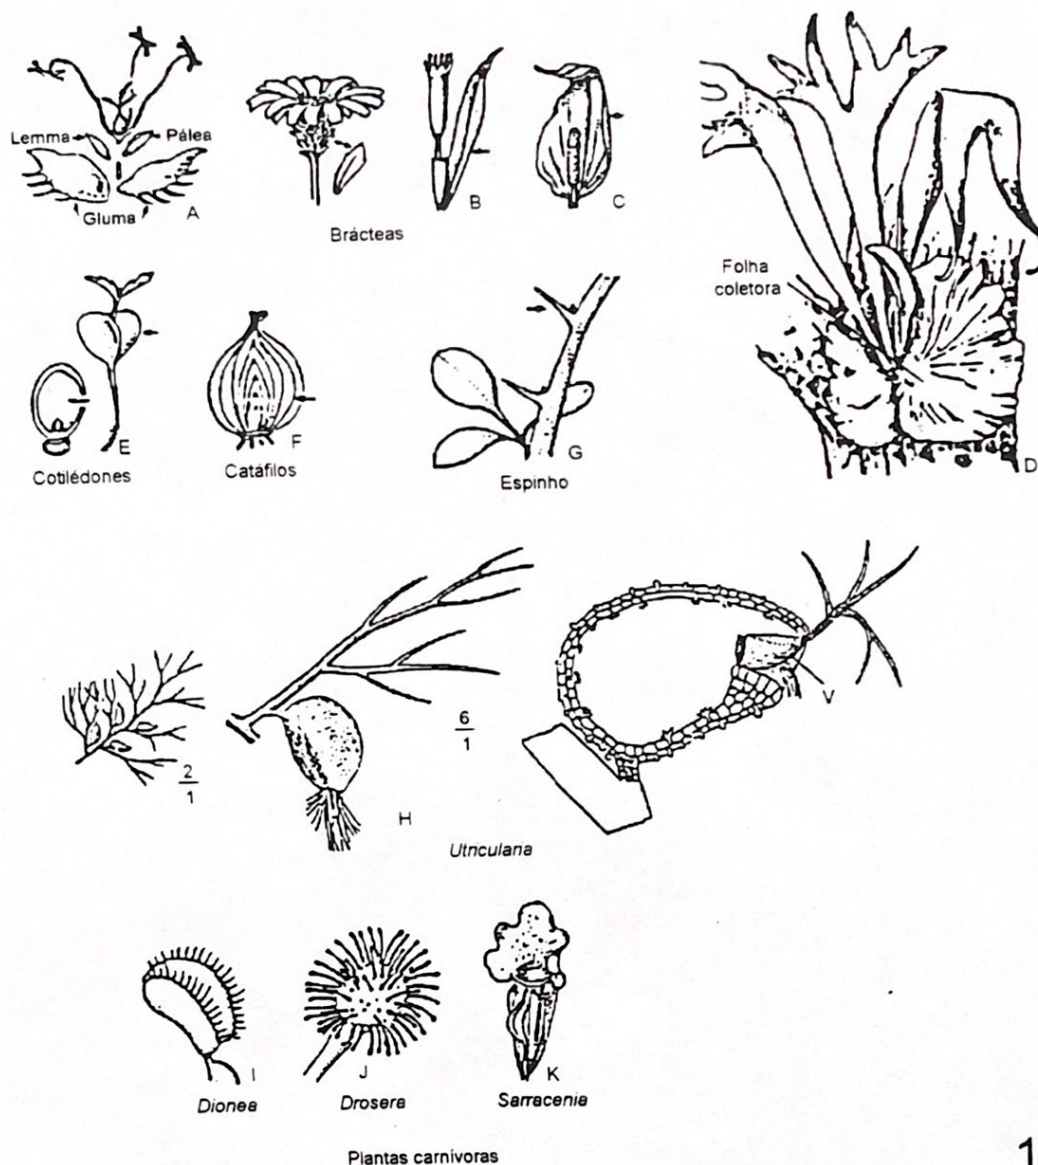 Lemma
Pálea
Gluma
A
B
C
Brácteas
Folha
coletora
D
E
Cotilédones
F
Catáfilos
G
Espinho
2
1
6
1
H
V
Utricularia
I
Dionea
J
Drosera
K
Sarracenia
Plantas carnívoras
1